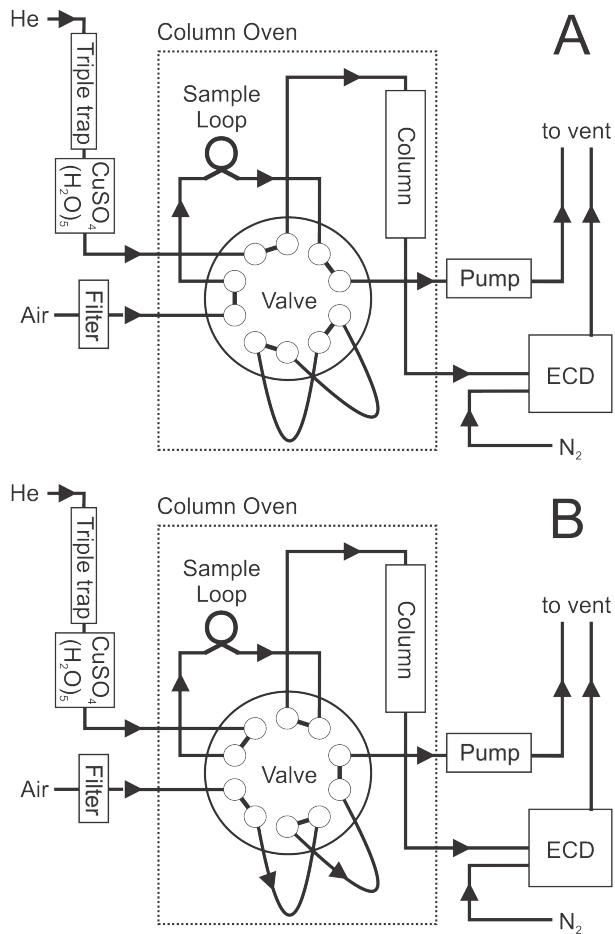 A
He
Column Oven
Triple trap
Sample
Loop
to vent
Column
CuSO₄
(H₂O)₅
Valve
Pump
Air
Filter
ECD
N₂
B
He
Column Oven
Triple trap
Sample
Loop
to vent
Column
CuSO₄
(H₂O)₅
Valve
Pump
Air
Filter
ECD
N₂